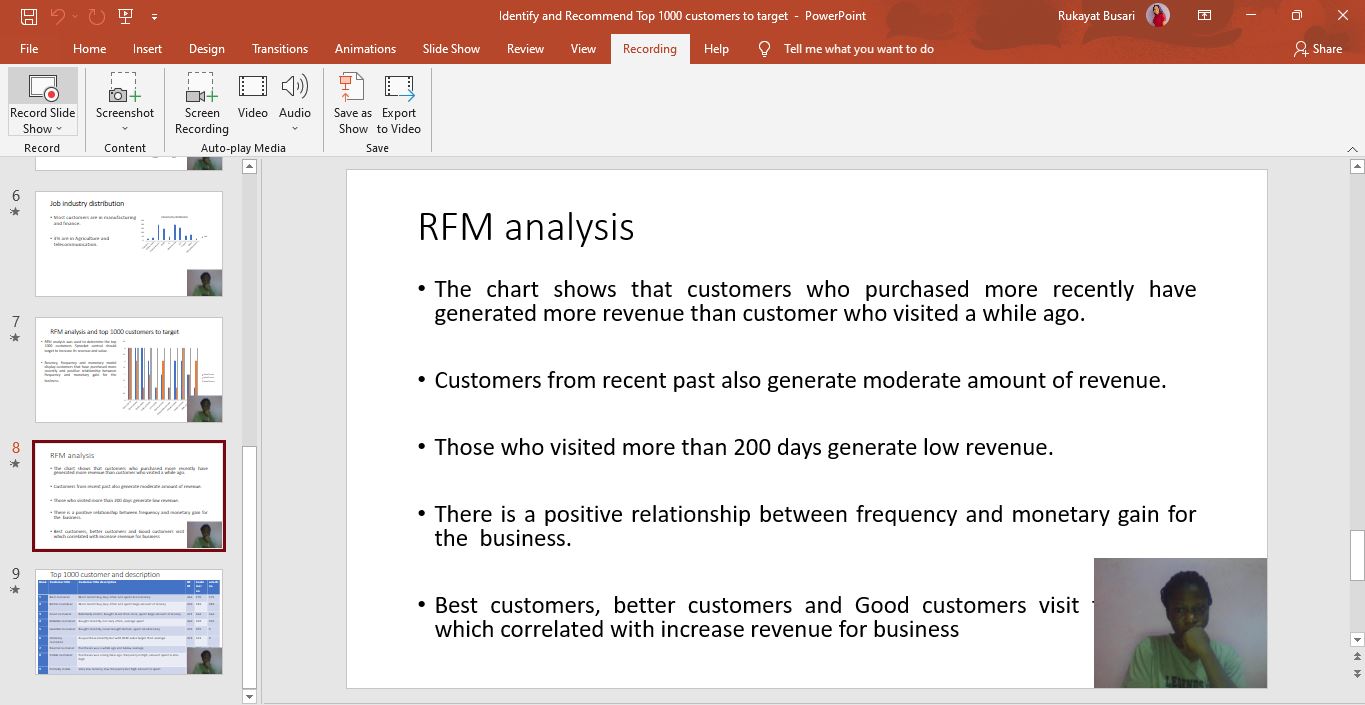 Identify and Recommend Top 1000 customers to target - PowerPoint
Rukayat Busari
File Home Insert Design Transitions Animations Slide Show Review View Recording Help Tell me what you want to do
Share
Record Slide Show
Screenshot
Screen Recording
Video
Audio
Save as Show
Export to Video
Record
Content
Auto-play Media
Save
6
Job industry distribution
• Most customers are in manufacturing
and finance.
• 4% are in Agriculture and
telecommunication.
7
RFM analysis and top 1000 customers to target
8
RFM analysis
• The chart shows that customers who purchased more recently have
generated more revenue than customer who visited a while ago.
• Customers from recent past also generate moderate amount of revenue.
• Those who visited more than 200 days generate low revenue.
• There is a positive relationship between frequency and monetary gain for
the business.
• Best customers, better customers and Good customers visit
which correlated with increase revenue for business
9
Top 1000 customer and description
RFM analysis
• The chart shows that customers who purchased more recently have
generated more revenue than customer who visited a while ago.
• Customers from recent past also generate moderate amount of revenue.
• Those who visited more than 200 days generate low revenue.
• There is a positive relationship between frequency and monetary gain for
the business.
• Best customers, better customers and Good customers visit
which correlated with increase revenue for business